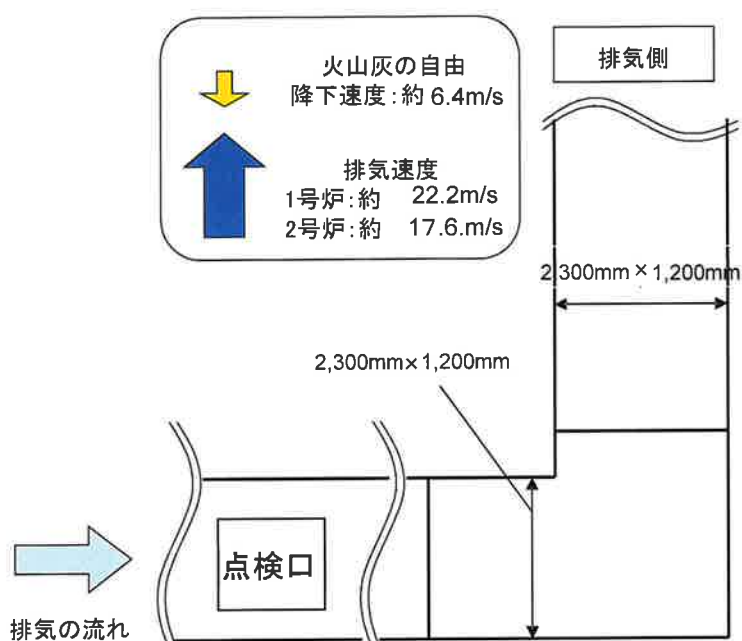 火山灰の自由
降下速度:約 6.4m/s
排気速度
1号炉:約 22.2m/s
2号炉:約 17.6.m/s
排気側
2,300mm×1,200mm
2,300mm×1,200mm
点検口
排気の流れ